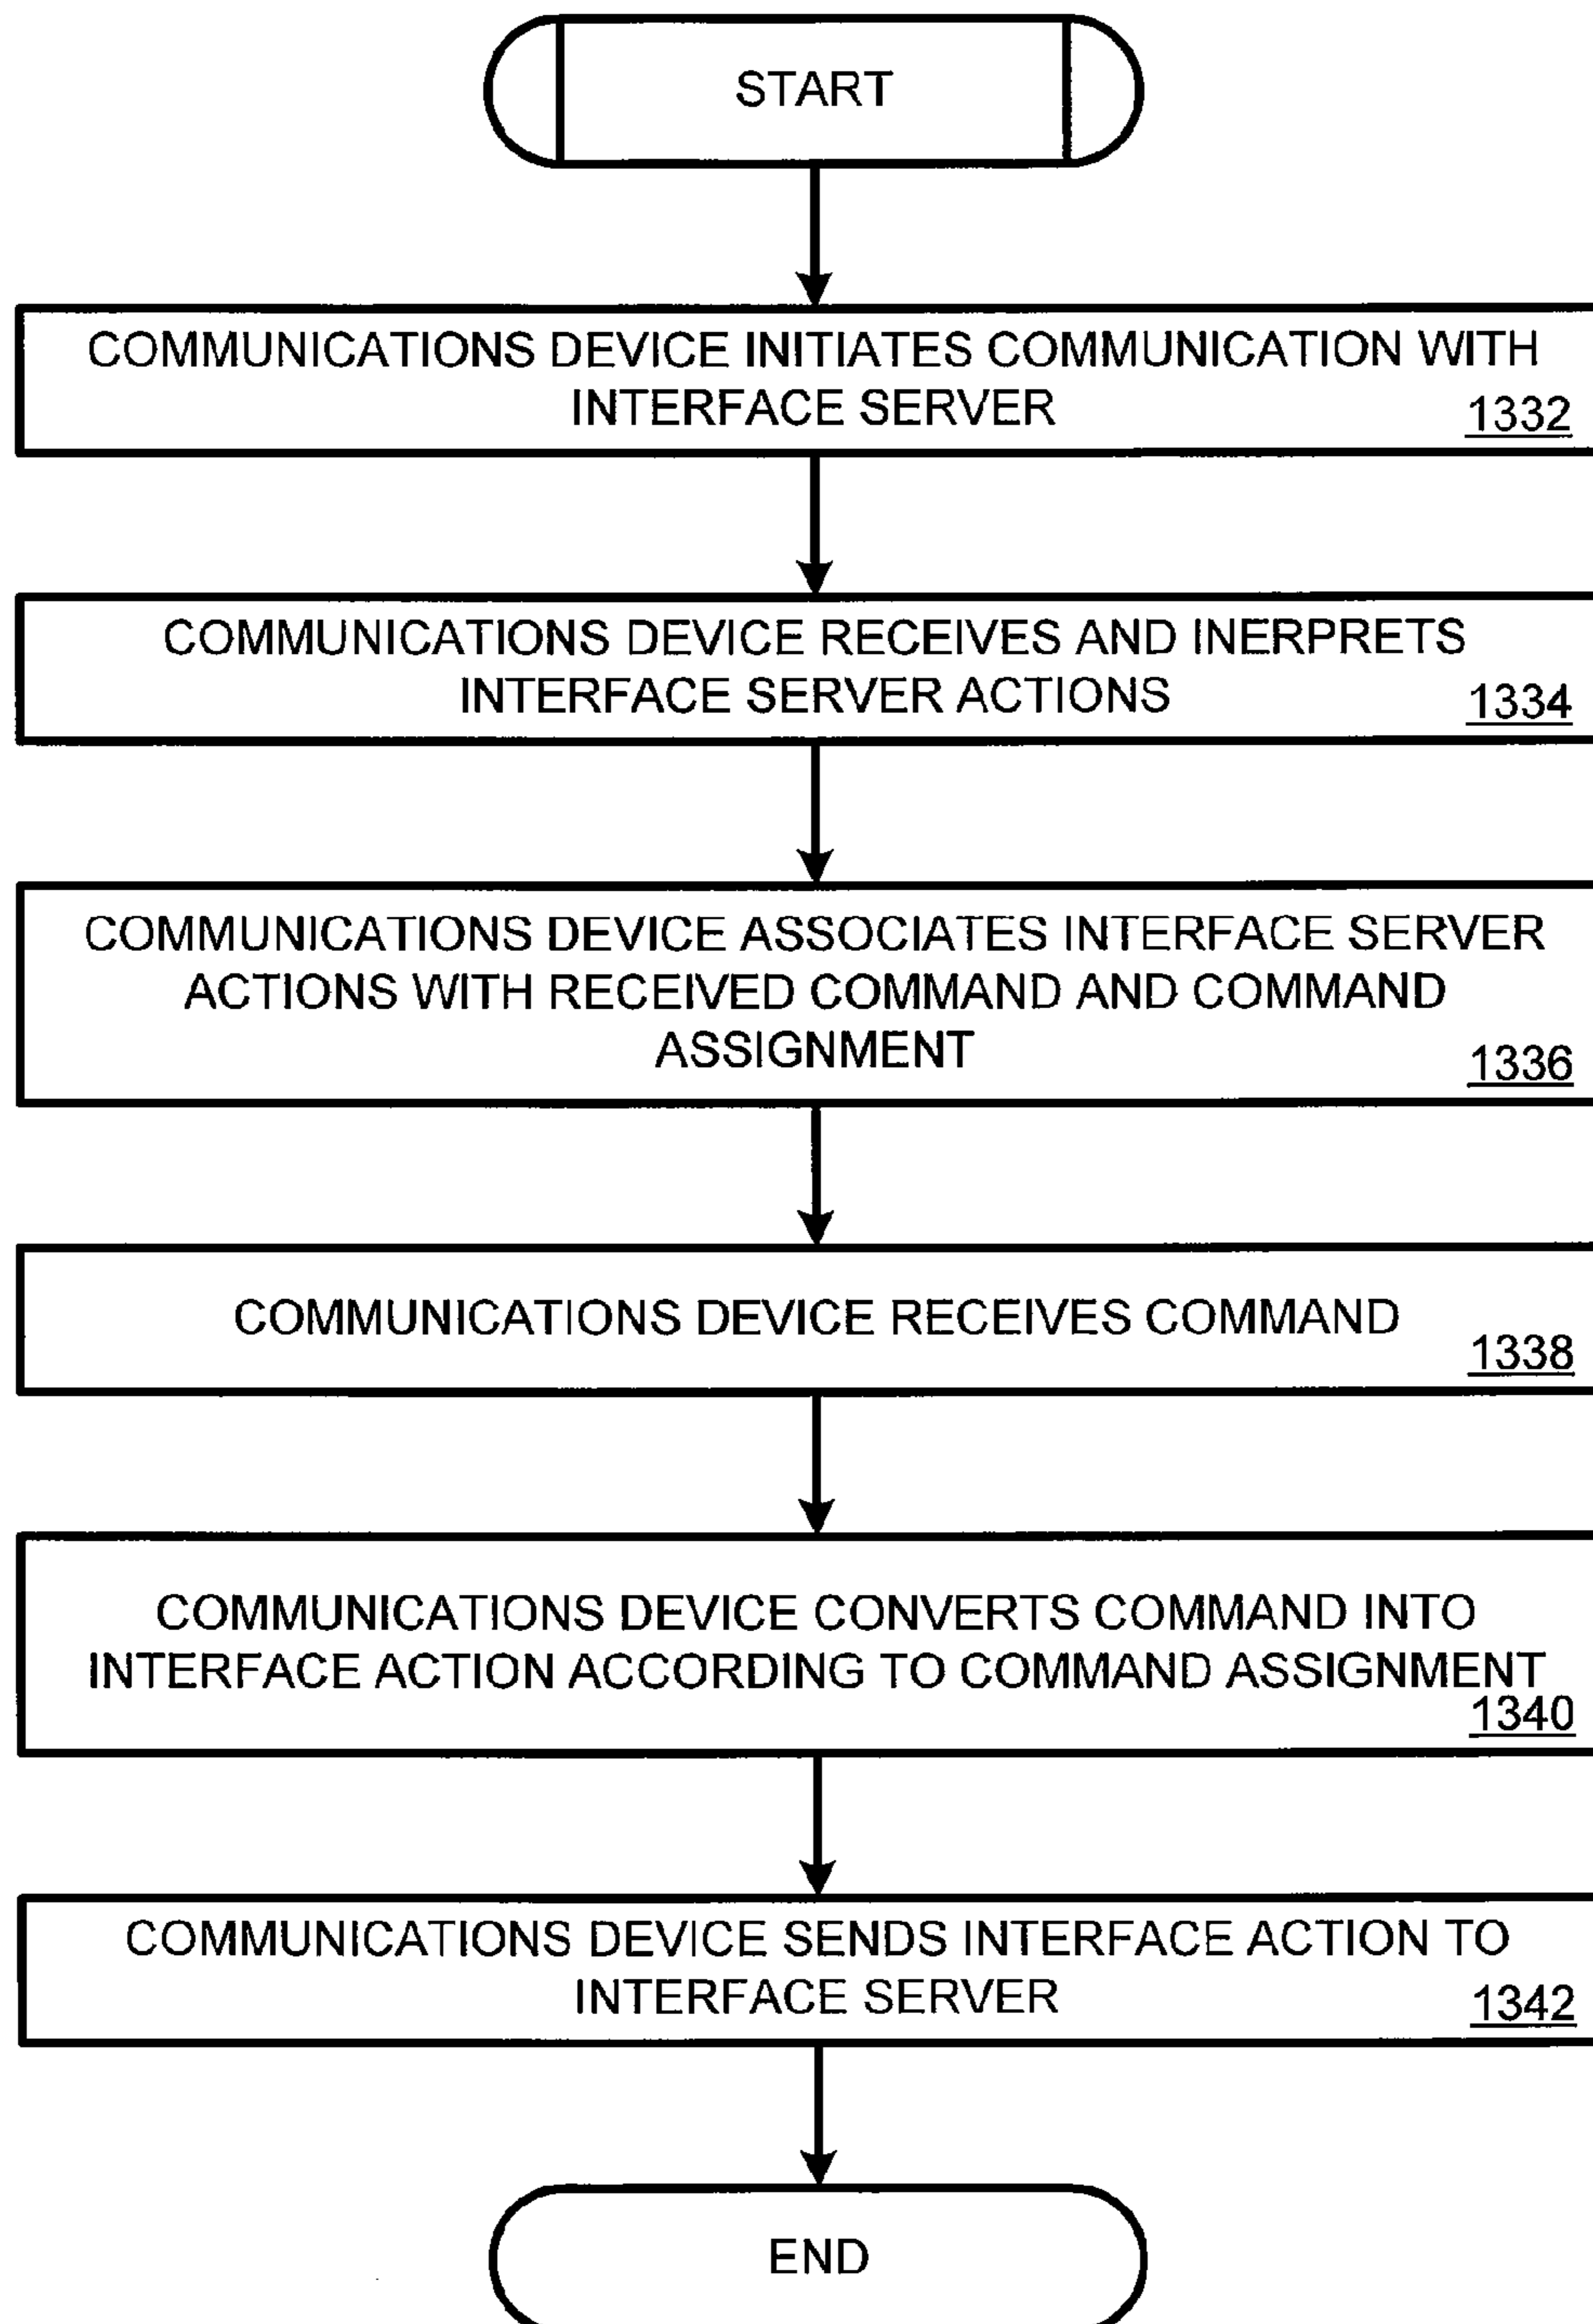 START
COMMUNICATIONS DEVICE INITIATES COMMUNICATION WITH
INTERFACE SERVER
1332
COMMUNICATIONS DEVICE RECEIVES AND INERPRETS
INTERFACE SERVER ACTIONS
1334
COMMUNICATIONS DEVICE ASSOCIATES INTERFACE SERVER
ACTIONS WITH RECEIVED COMMAND AND COMMAND
ASSIGNMENT
1336
COMMUNICATIONS DEVICE RECEIVES COMMAND
1338
COMMUNICATIONS DEVICE CONVERTS COMMAND INTO
INTERFACE ACTION ACCORDING TO COMMAND ASSIGNMENT
1340
COMMUNICATIONS DEVICE SENDS INTERFACE ACTION TO
INTERFACE SERVER
1342
END